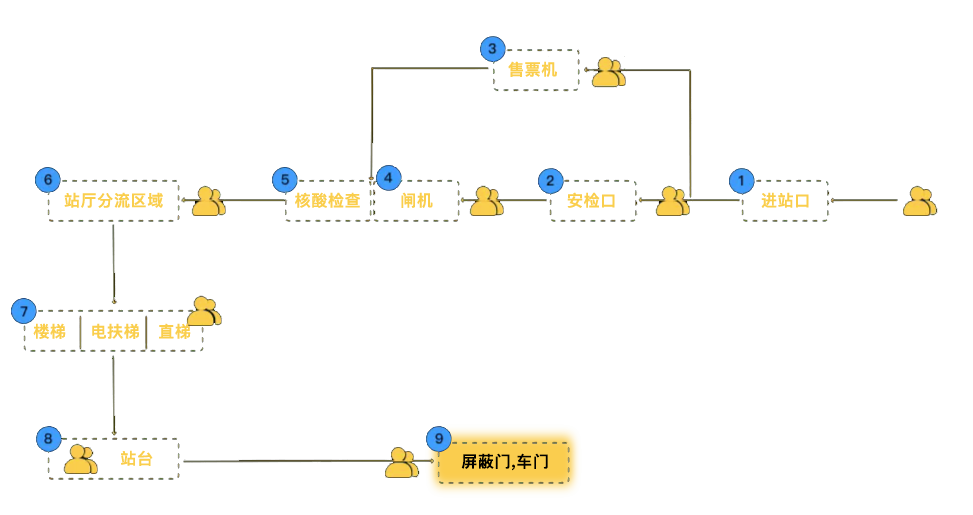 3
售票机
6
站厅分流区域
5
核酸检查
4
闸机
2
安检口
1
进站口
7
楼梯
电扶梯
直梯
8
站台
9
屏蔽门,车门